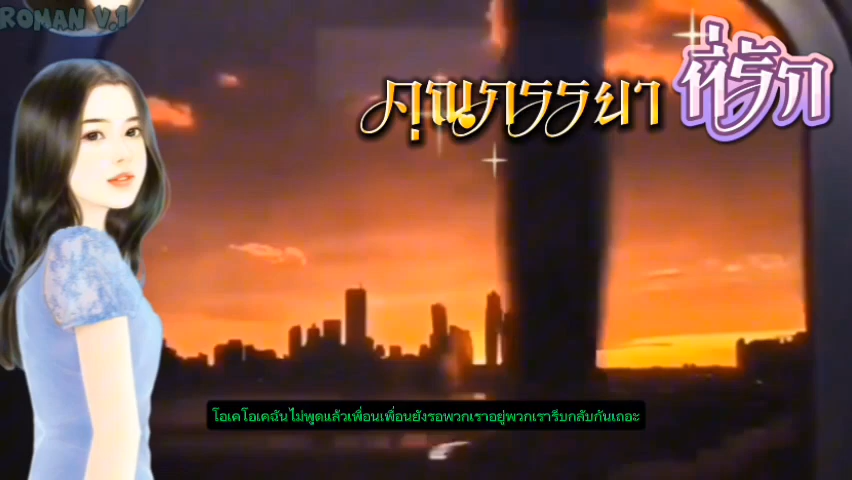 ROMAN V.1
คุณภรรยา ที่รัก
โอเคโอเคฉันไม่พูดแล้วเพื่อนเพื่อนยังรอพวกเราอยู่พวกเรารีบกลับกันเถอะ